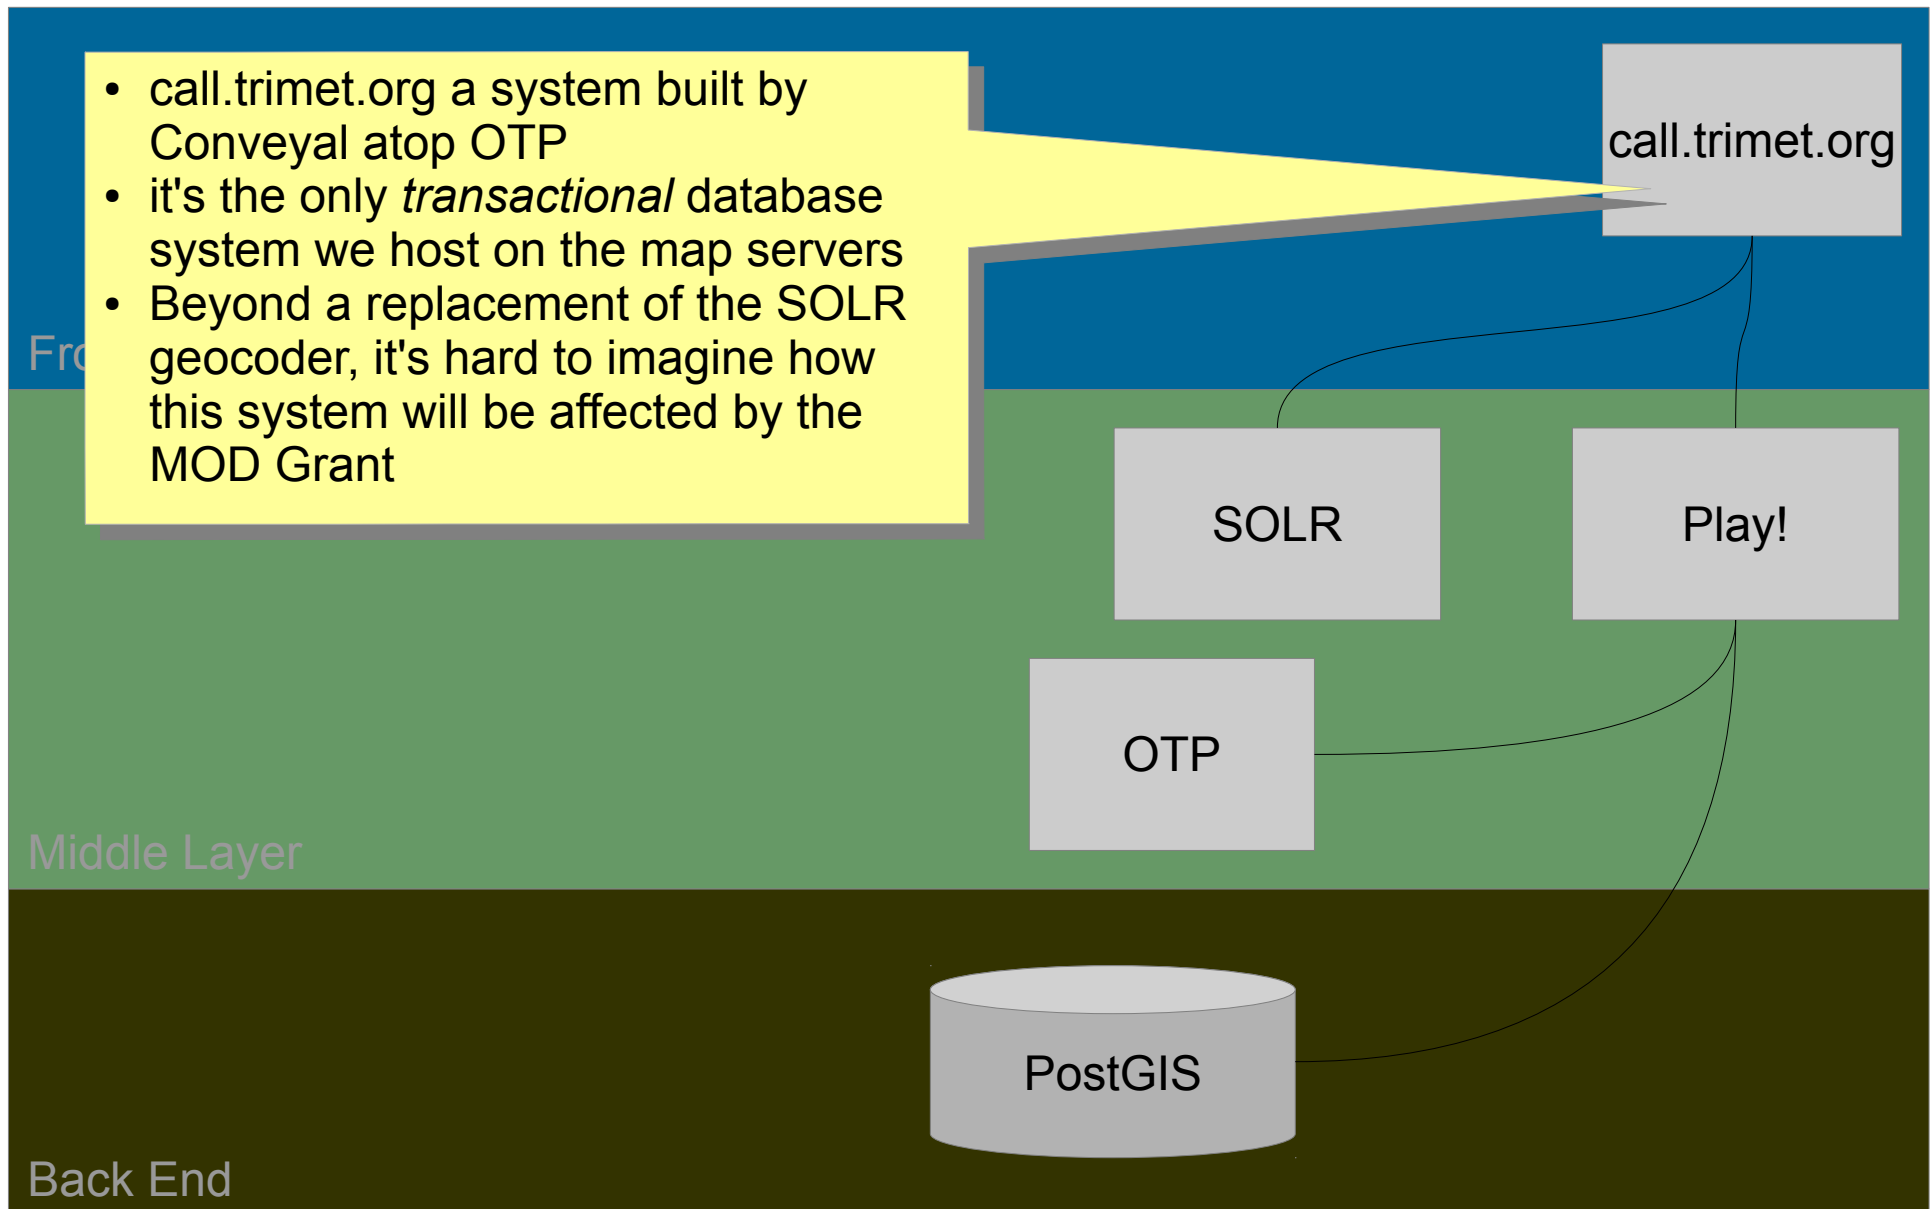 • call.trimet.org a system built by
Conveyal atop OTP
• it's the only transactional database
system we host on the map servers
• Beyond a replacement of the SOLR
geocoder, it's hard to imagine how
this system will be affected by the
MOD Grant
call.trimet.org
SOLR
Play!
OTP
Middle Layer
PostGIS
Back End